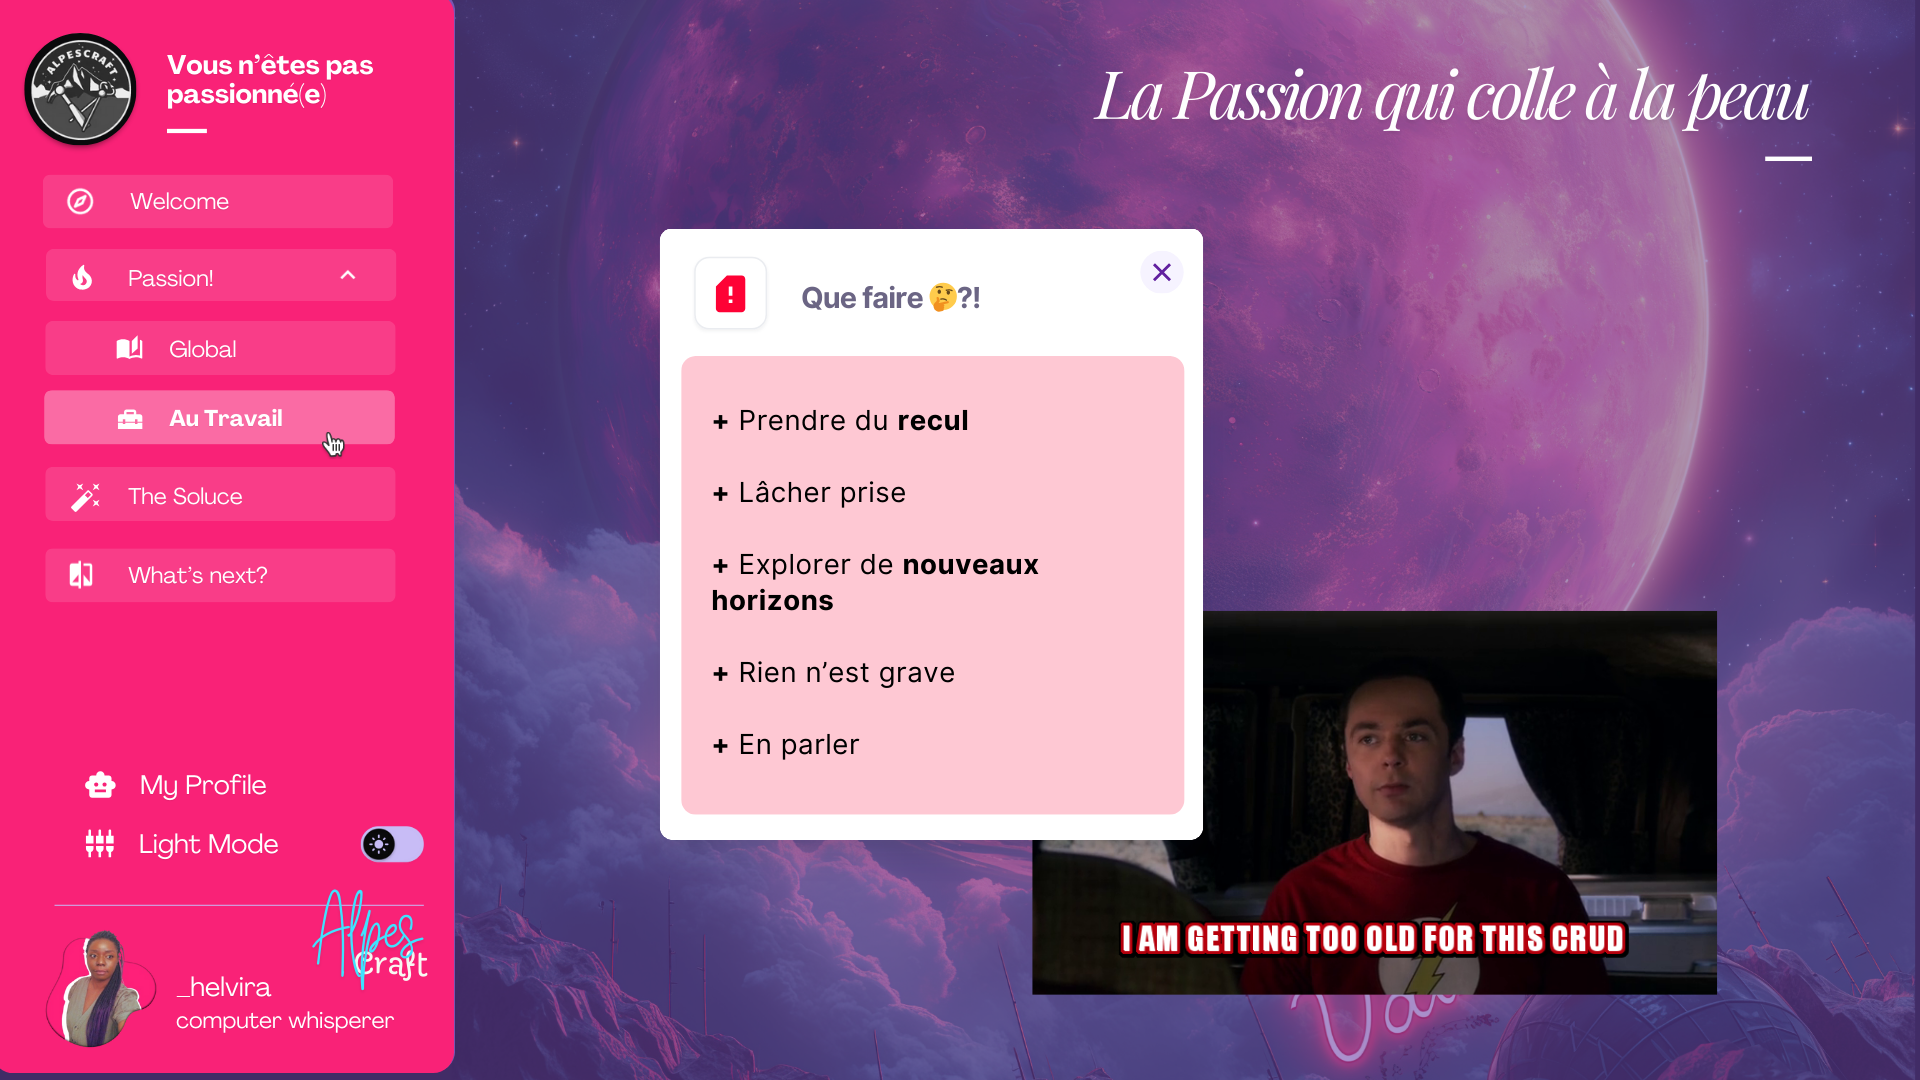 ALPESCRAFT
Vous n'êtes pas
passionné(e)
Welcome
Passion!
Global
Au Travail
The Soluce
What's next?
My Profile
Light Mode
Alpes
Craft
_helvira
computer whisperer
La Passion qui colle à la peau
Que faire 🤔?!
+ Prendre du recul
+ Lâcher prise
+ Explorer de nouveaux
horizons
+ Rien n'est grave
+ En parler
I AM GETTING TOO OLD FOR THIS CRUD